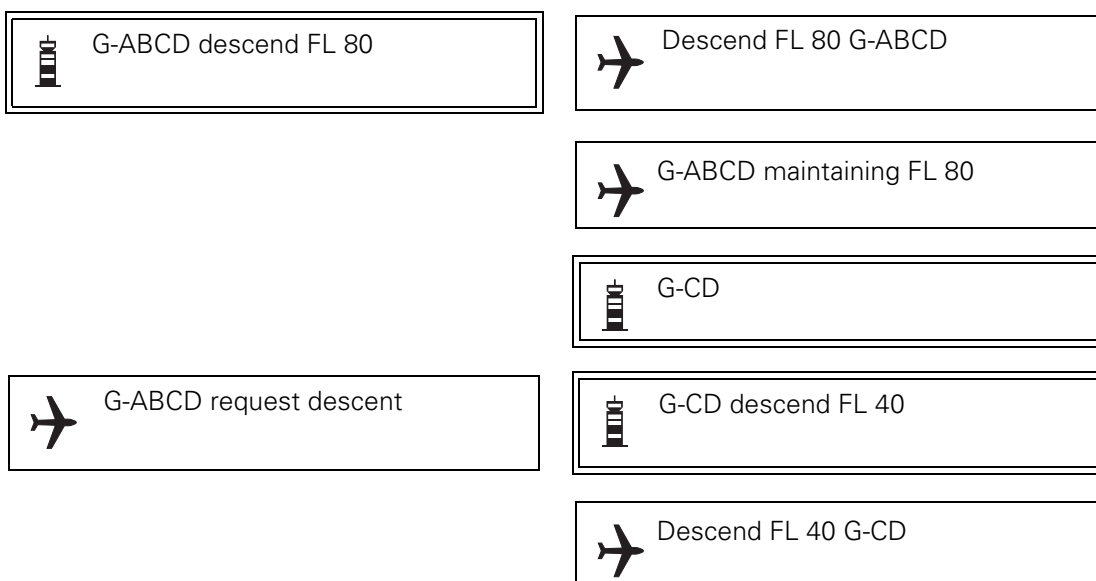 G-ABCD descend FL 80
Descend FL 80 G-ABCD
G-ABCD maintaining FL 80
G-CD
G-ABCD request descent
G-CD descend FL 40
Descend FL 40 G-CD